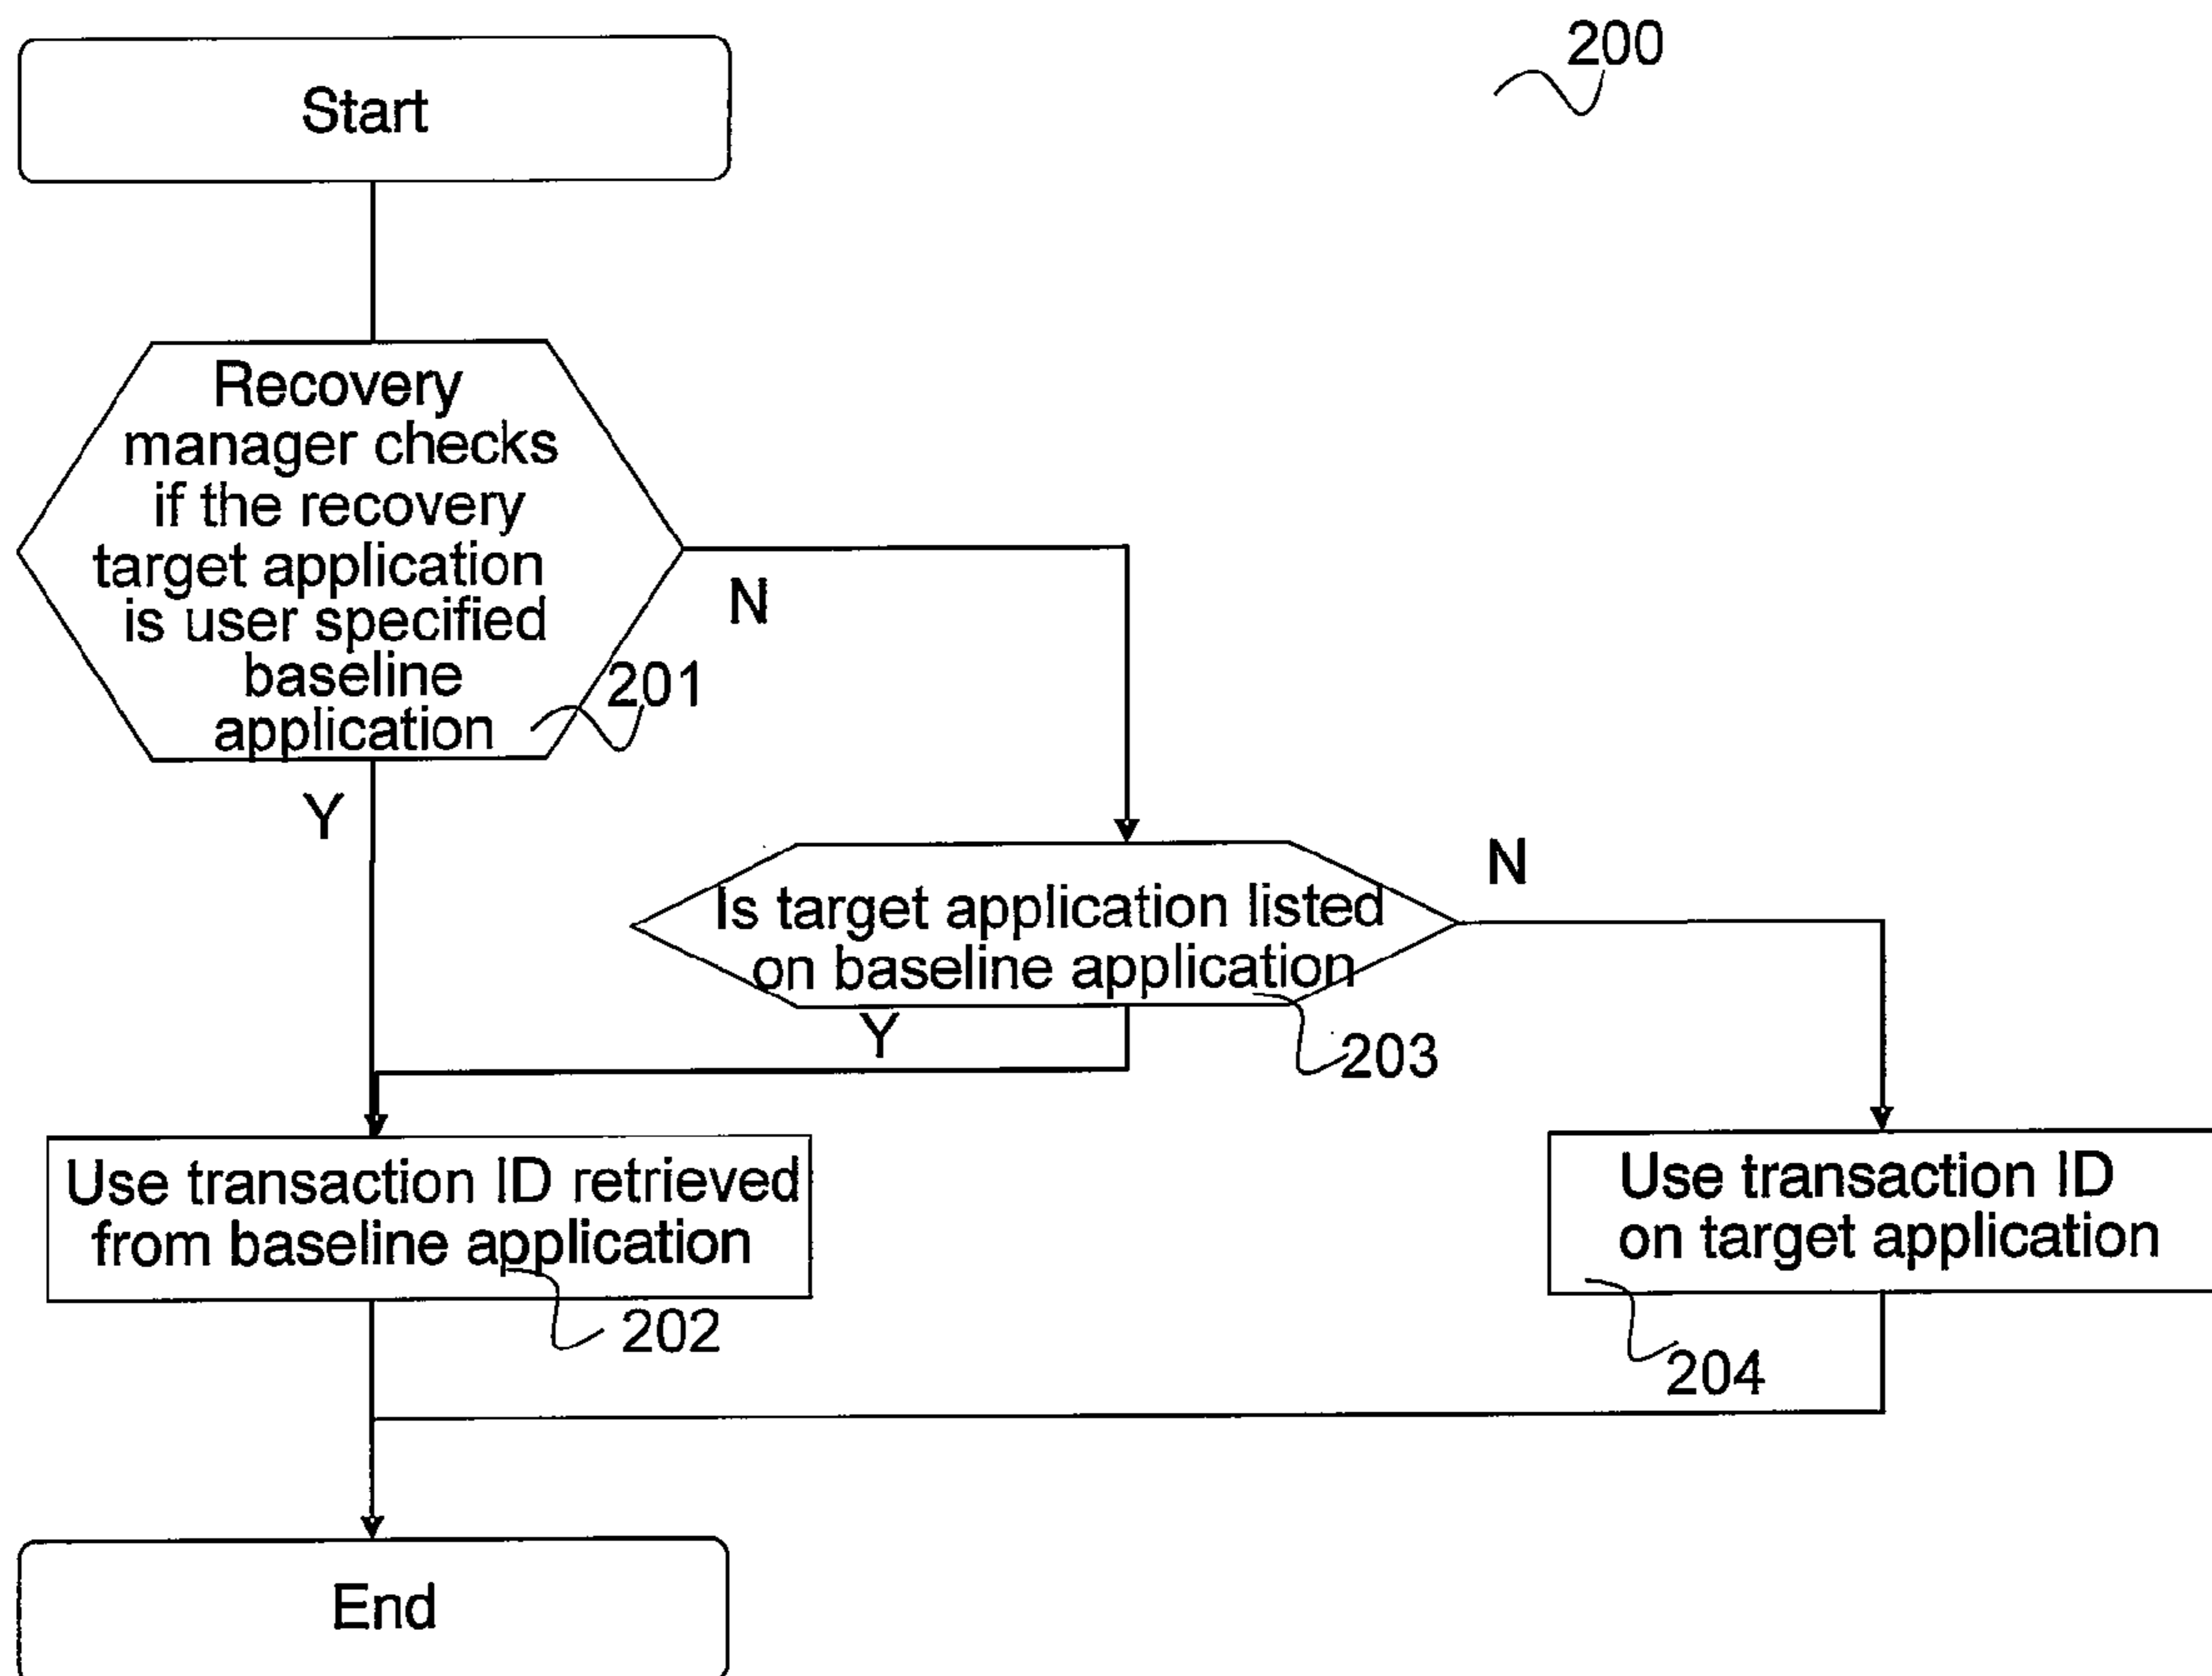 Start
200
Recovery
manager checks
if the recovery
target application
is user specified
baseline
application
201
N
Y
Is target application listed
on baseline application
N
Y
203
Use transaction ID retrieved
from baseline application
202
Use transaction ID
on target application
204
End